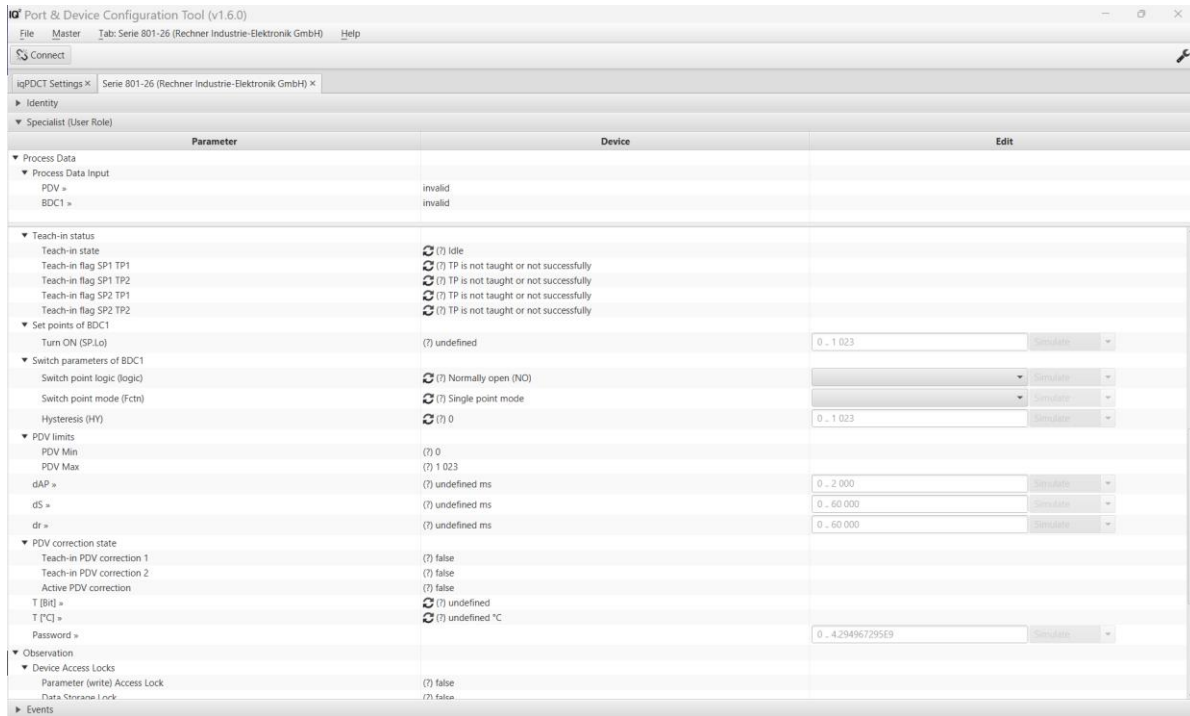 IQ² Port & Device Configuration Tool (v1.6.0)
File Master Tab: Serie 801-26 (Rechner Industrie-Elektronik GmbH) Help
Connect
iqPDCT Settings × Serie 801-26 (Rechner Industrie-Elektronik GmbH) ×
Identity
Specialist (User Role)
Parameter Device Edit
Process Data
Process Data Input
PDV » invalid
BDC1 » invalid
Teach-in status
Teach-in state (?) Idle
Teach-in flag SP1 TP1 (?) TP is not taught or not successfully
Teach-in flag SP1 TP2 (?) TP is not taught or not successfully
Teach-in flag SP2 TP1 (?) TP is not taught or not successfully
Teach-in flag SP2 TP2 (?) TP is not taught or not successfully
Set points of BDC1
Turn ON (SP.Lo) (?) undefined 0 .. 1 023 Simulate
Switch parameters of BDC1
Switch point logic (logic) (?) Normally open (NO) Simulate
Switch point mode (Fctn) (?) Single point mode Simulate
Hysteresis (HY) (?) 0 0 .. 1 023 Simulate
PDV limits
PDV Min (?) 0
PDV Max (?) 1 023
dAP » (?) undefined ms 0 .. 2 000 Simulate
dS » (?) undefined ms 0 .. 60 000 Simulate
dr » (?) undefined ms 0 .. 60 000 Simulate
PDV correction state
Teach-in PDV correction 1 (?) false
Teach-in PDV correction 2 (?) false
Active PDV correction (?) false
T [Bit] » (?) undefined
T [°C] » (?) undefined °C
Password » 0 .. 4.294967295E9 Simulate
Observation
Device Access Locks
Parameter (write) Access Lock (?) false
Data Storage Lock (?) false
Events